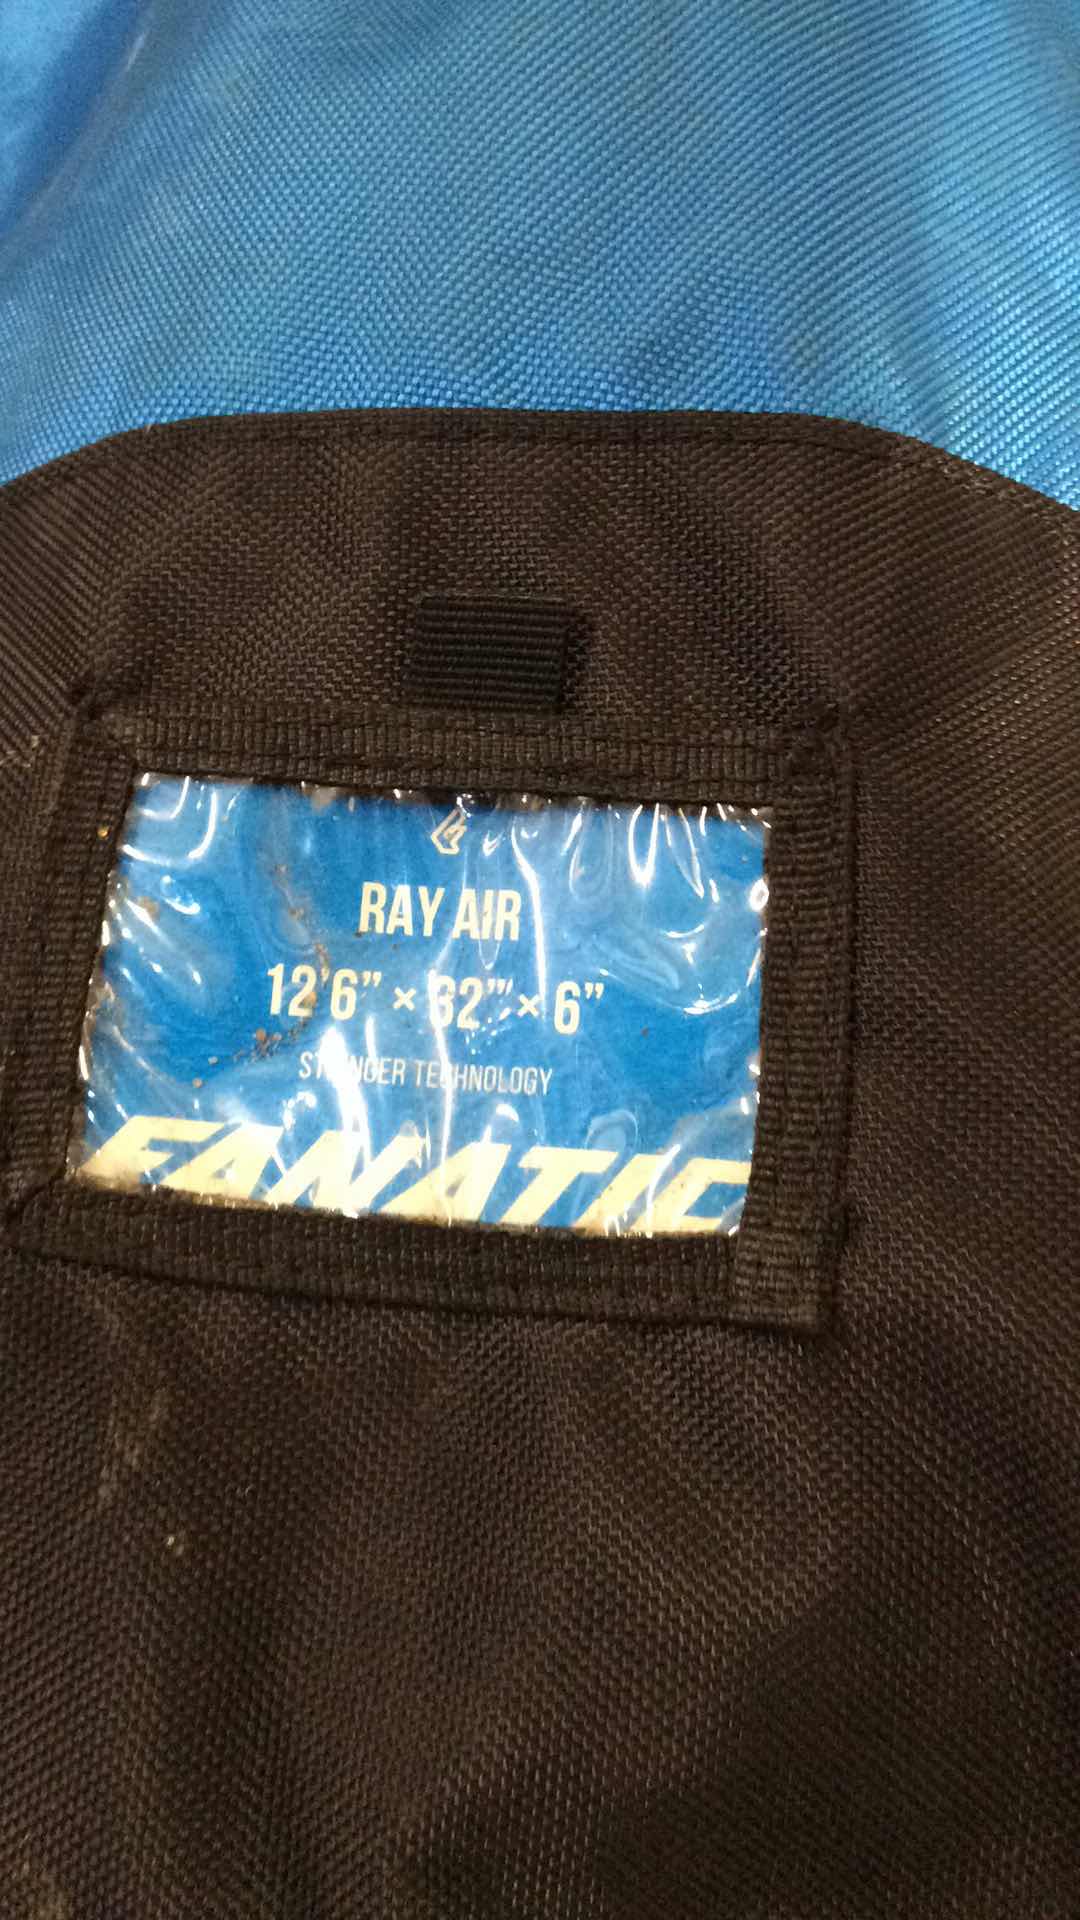 RAY AIR
12'6" × 32" × 6"
STRINGER TECHNOLOGY
FANATIC